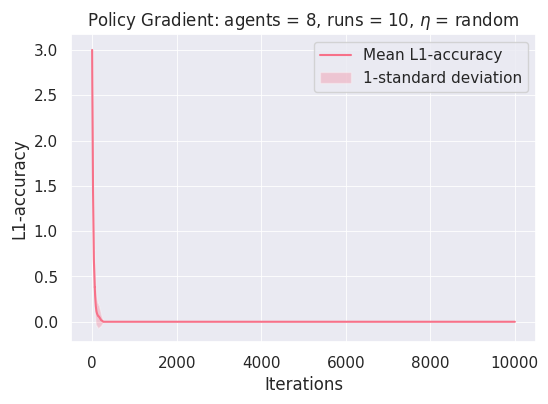 Policy Gradient: agents = 8, runs = 10, η = random
Mean L1-accuracy
1-standard deviation
L1-accuracy
3.0
2.5
2.0
1.5
1.0
0.5
0.0
0 2000 4000 6000 8000 10000
Iterations